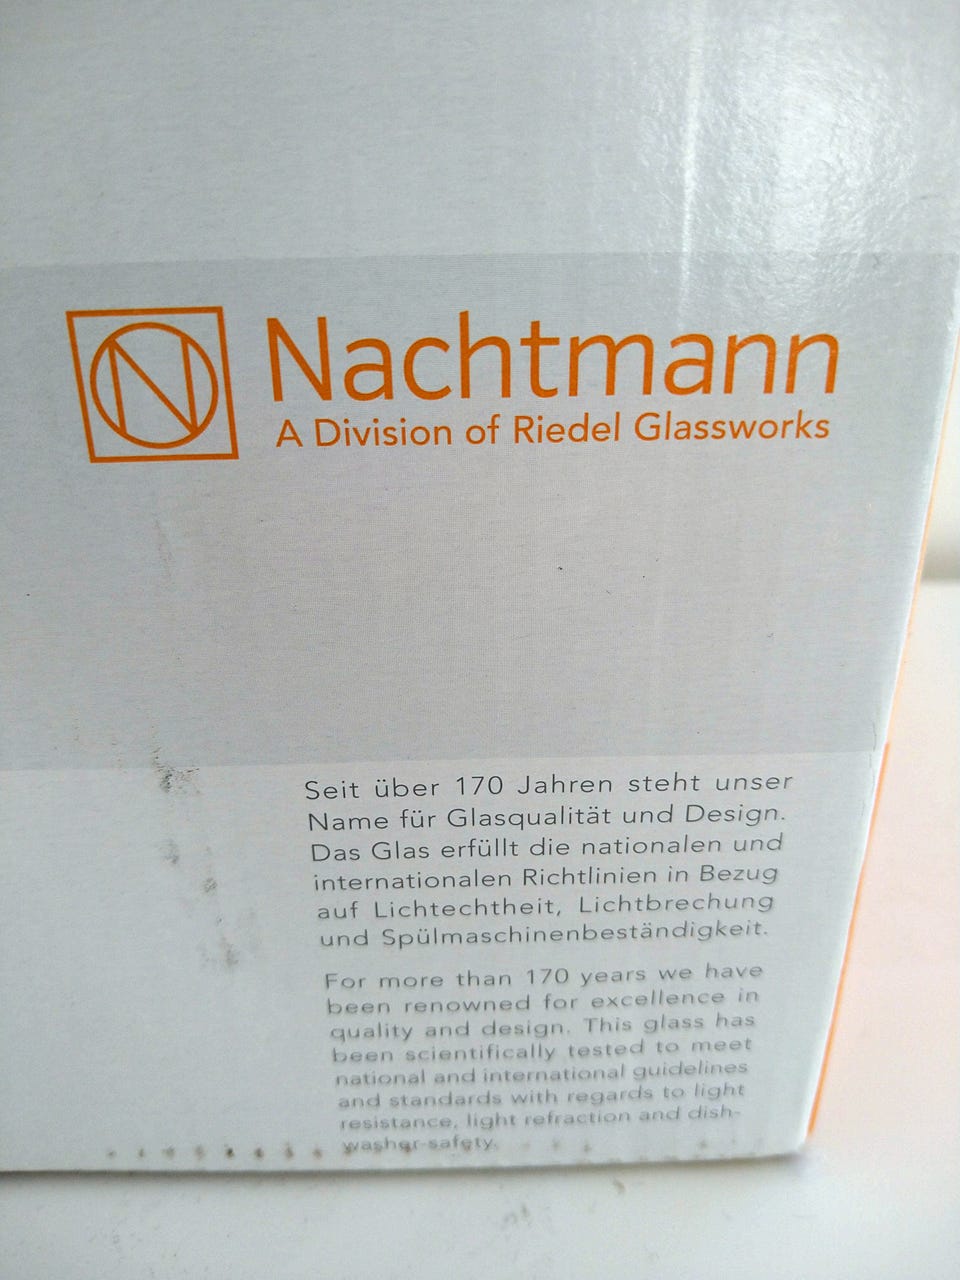 N
Nachtmann
A Division of Riedel Glassworks
Seit über 170 Jahren steht unser
Name für Glasqualität und Design.
Das Glas erfüllt die nationalen und
internationalen Richtlinien in Bezug
auf Lichtechtheit, Lichtbrechung
und Spülmaschinenbeständigkeit.
For more than 170 years we have
been renowned for excellence in
quality and design. This glass has
been scientifically tested to meet
national and international guidelines
and standards with regards to light
resistance, light refraction and dish-
washer-safety.